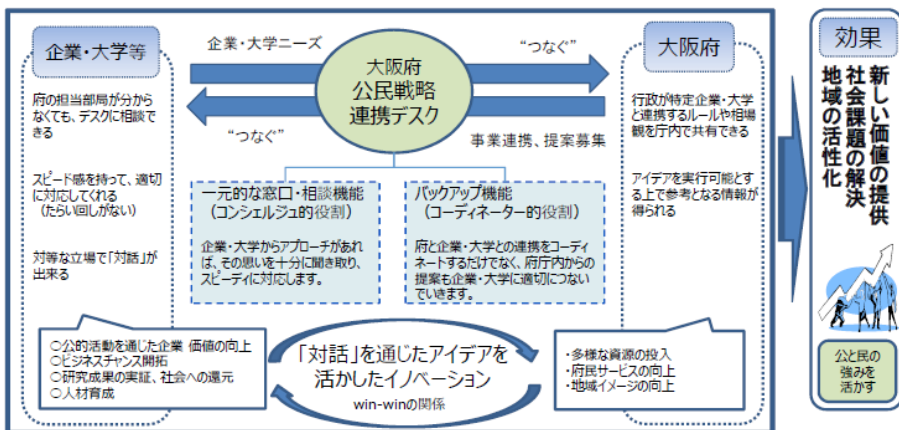 企業・大学等
府の担当部局が分から
なくても、デスクに相談で
きる
スピード感を持って、適切
に対応してくれる
(たらい回しがない)
対等な立場で「対話」が
出来る
企業・大学ニーズ
“つなぐ”
大阪府
公民戦略
連携デスク
“つなぐ”
事業連携、提案募集
大阪府
行政が特定企業・大学
と連携するルールや相場
観を庁内で共有できる
アイデアを実行可能とす
る上で参考となる情報が
得られる
一元的な窓口・相談機能
(コンシェルジュ的役割)
企業・大学からアプローチがあれ
ば、その思いを十分に聞き取り、
スピーディに対応します。
バックアップ機能
(コーディネーター的役割)
府と企業・大学との連携をコーディ
ネートするだけでなく、府庁内からの
提案も企業・大学に適切につない
でいきます。
○公的活動を通じた企業 価値の向上
○ビジネスチャンス開拓
○研究成果の実証、社会への還元
○人材育成
「対話」を通じたアイデアを
活かしたイノベーション
win-winの関係
・多様な資源の投入
・府民サービスの向上
・地域イメージの向上
効果
新しい価値の提供
社会課題の解決
地域の活性化
公と民の
強みを
活かす